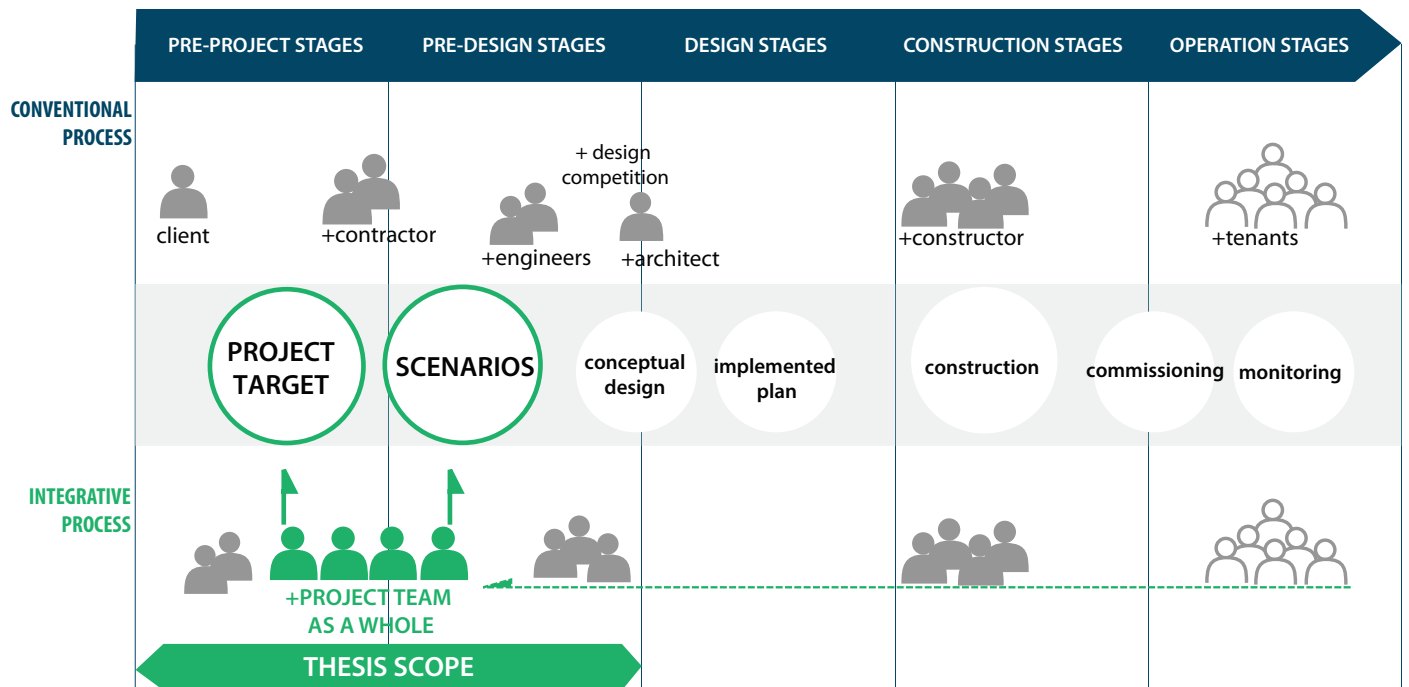 PRE-PROJECT STAGES
PRE-DESIGN STAGES
DESIGN STAGES
CONSTRUCTION STAGES
OPERATION STAGES
CONVENTIONAL
PROCESS
client
+contractor
+engineers
+ design
competition
+architect
+constructor
+tenants
PROJECT
TARGET
SCENARIOS
conceptual
design
implemented
plan
construction
commissioning
monitoring
INTEGRATIVE
PROCESS
+PROJECT TEAM
AS A WHOLE
THESIS SCOPE